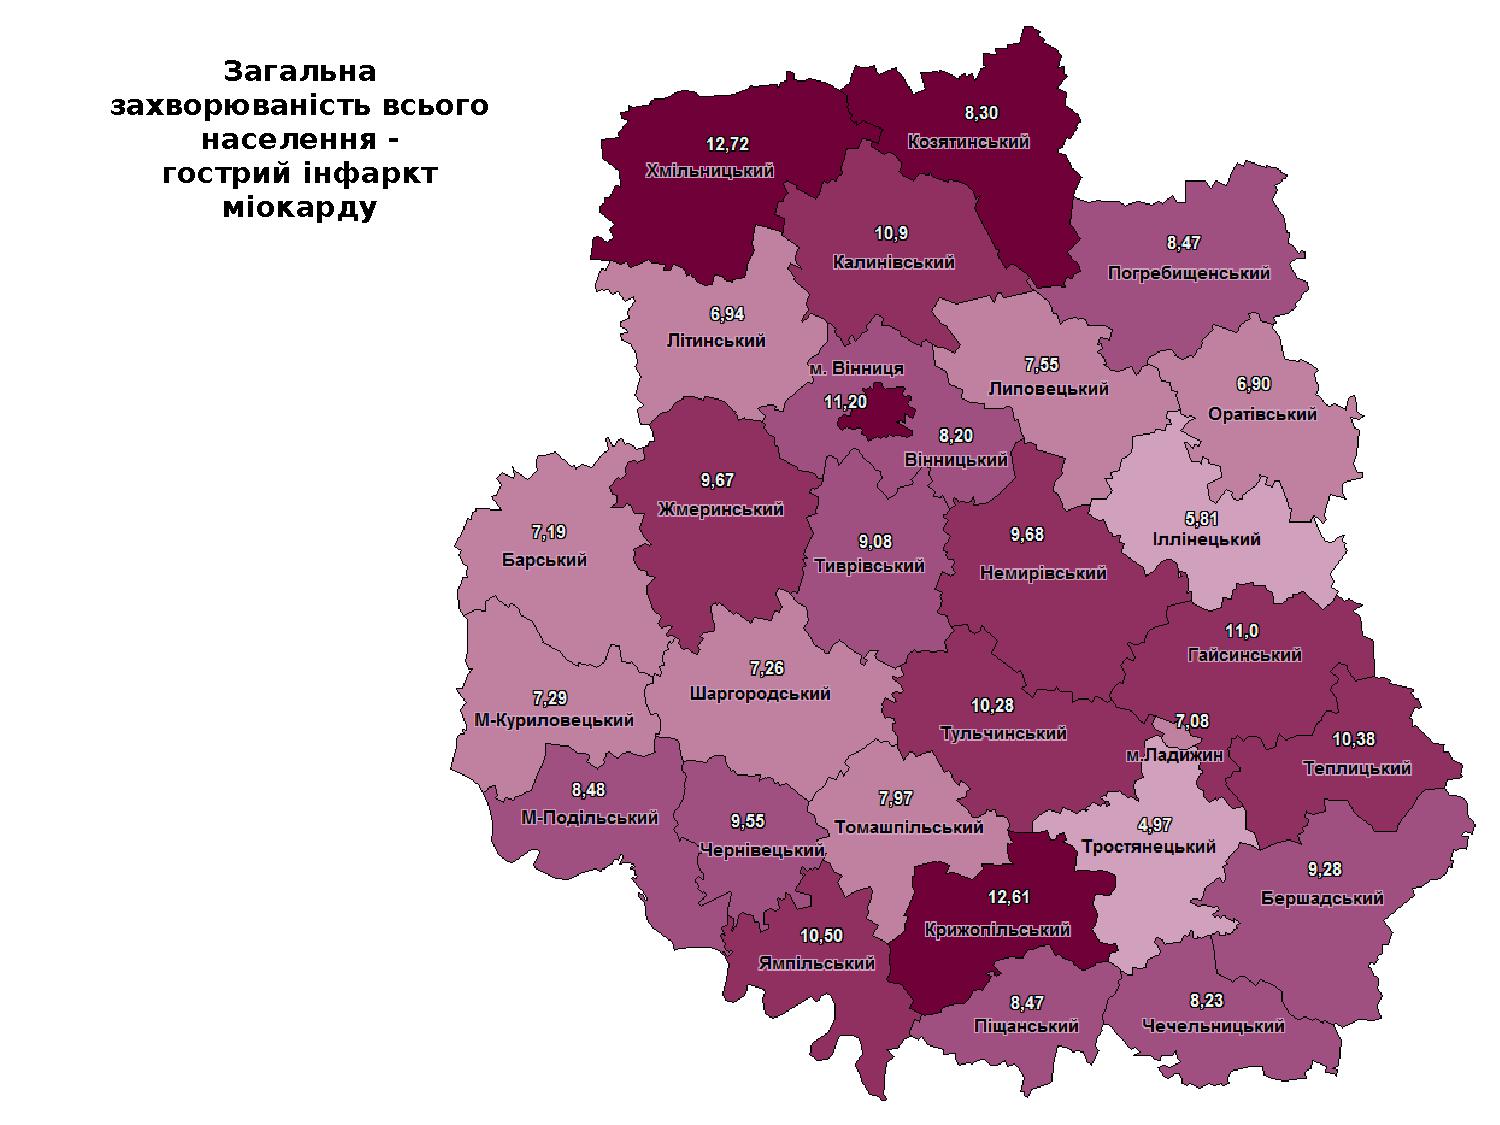 Загальна
захворюваність всього
населення -
гострий інфаркт
міокарду
8,30
Козятинський
12,72
Хмільницький
10,9
Калинівський
8,47
Погребищенський
6,94
Літинський
7,55
Липовецький
м. Вінниця
11,20
6,90
Оратівський
8,20
Вінницький
9,67
Жмеринський
7,19
Барський
9,08
Тиврівський
9,68
Немирівський
5,81
Іллінецький
11,0
Гайсинський
7,26
Шаргородський
7,29
М-Куриловецький
10,28
Тульчинський
7,08
м.Ладижин
10,38
Теплицький
8,48
М-Подільський
9,55
Чернівецький
7,97
Томашпільський
4,97
Тростянецький
9,28
Бершадський
12,61
Крижопільський
10,50
Ямпільський
8,47
Піщанський
8,23
Чечельницький